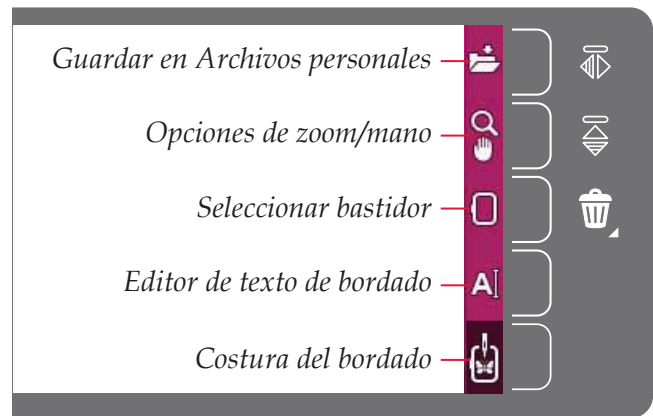 Guardar en Archivos personales
Opciones de zoom/mano
Seleccionar bastidor
Editor de texto de bordado
A
Costura del bordado